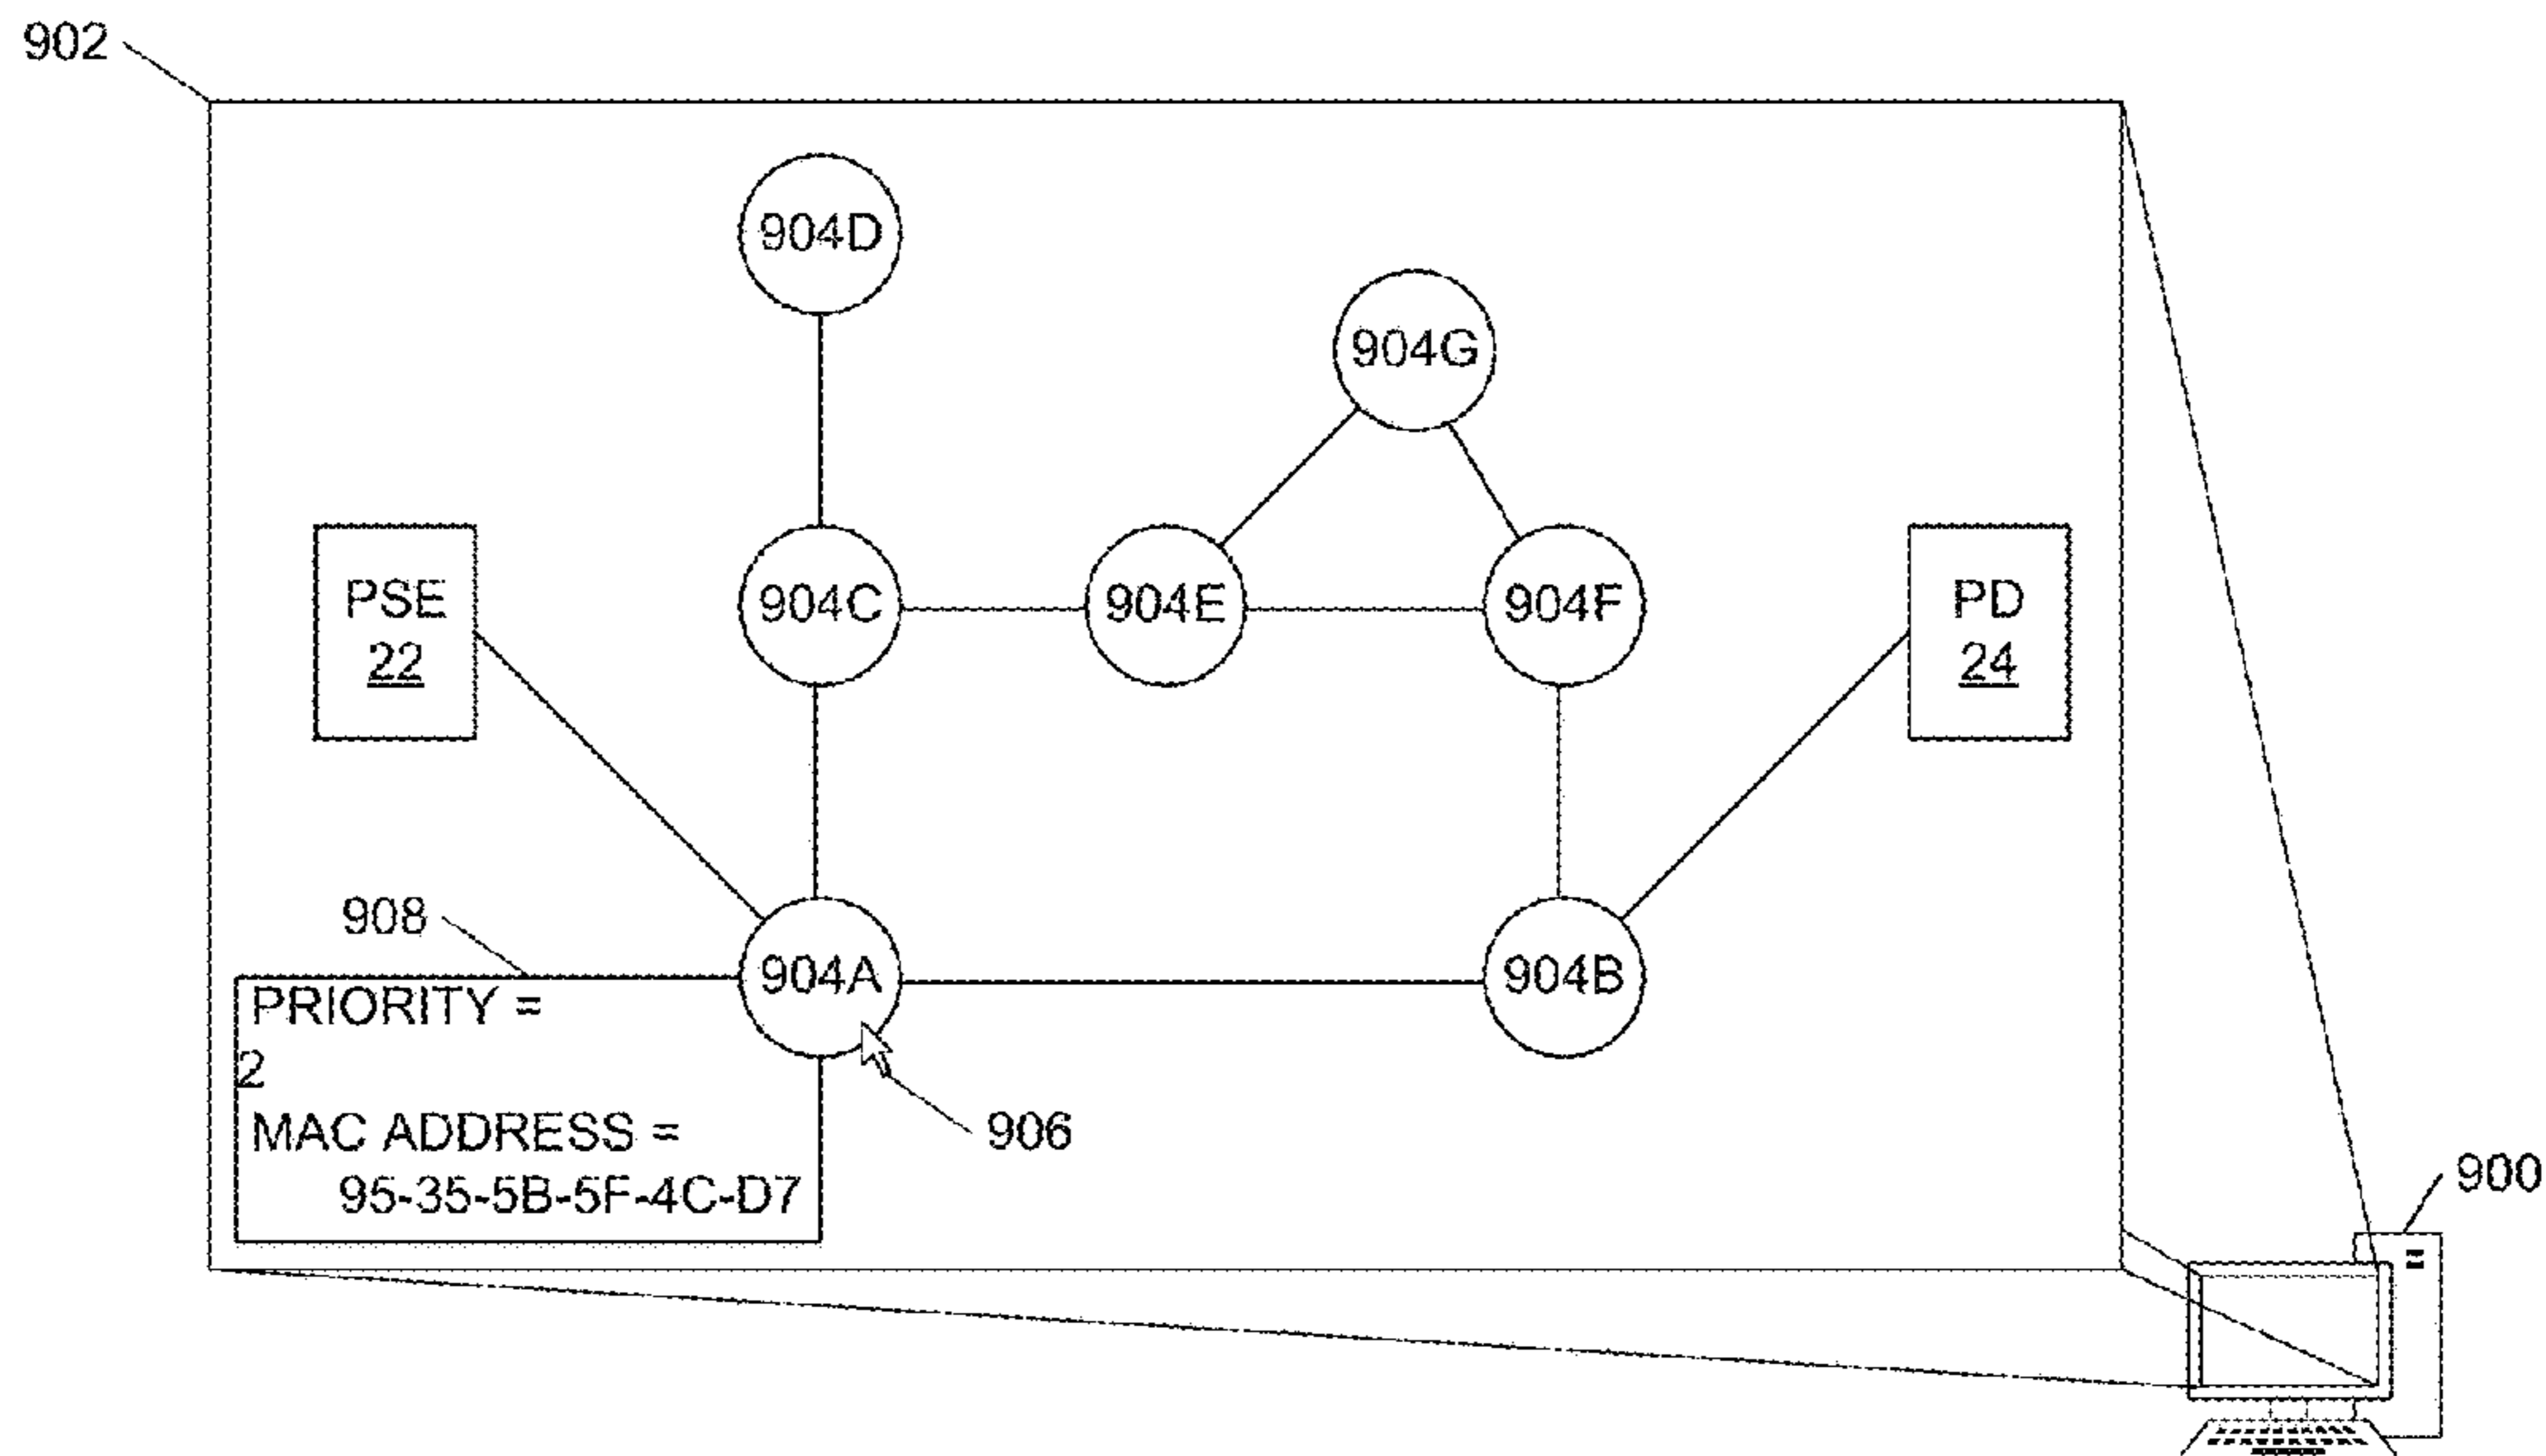 902
904D
904G
PSE
22
904C
904E
904F
PD
24
908
904A
904B
PRIORITY =
2
MAC ADDRESS =
95-35-5B-5F-4C-D7
906
900